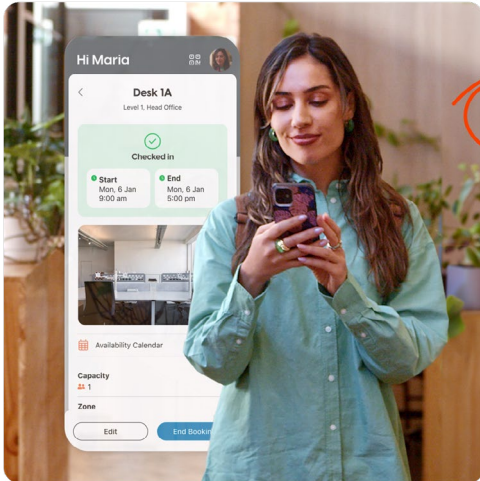 Hi Maria
Desk 1A
Level 1, Head Office
Checked in
Start
Mon, 6 Jan
9:00 am
End
Mon, 6 Jan
5:00 pm
Availability Calendar
Capacity
1
Zone
Edit
End Bookin